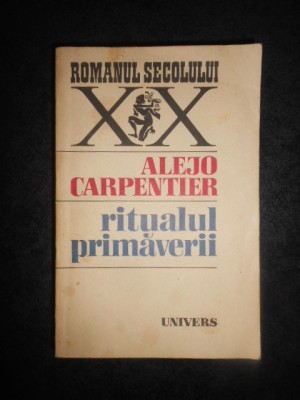 ROMANUL SECOLULUI
XX
ALEJO
CARPENTIER
ritualul
primăverii
UNIVERS